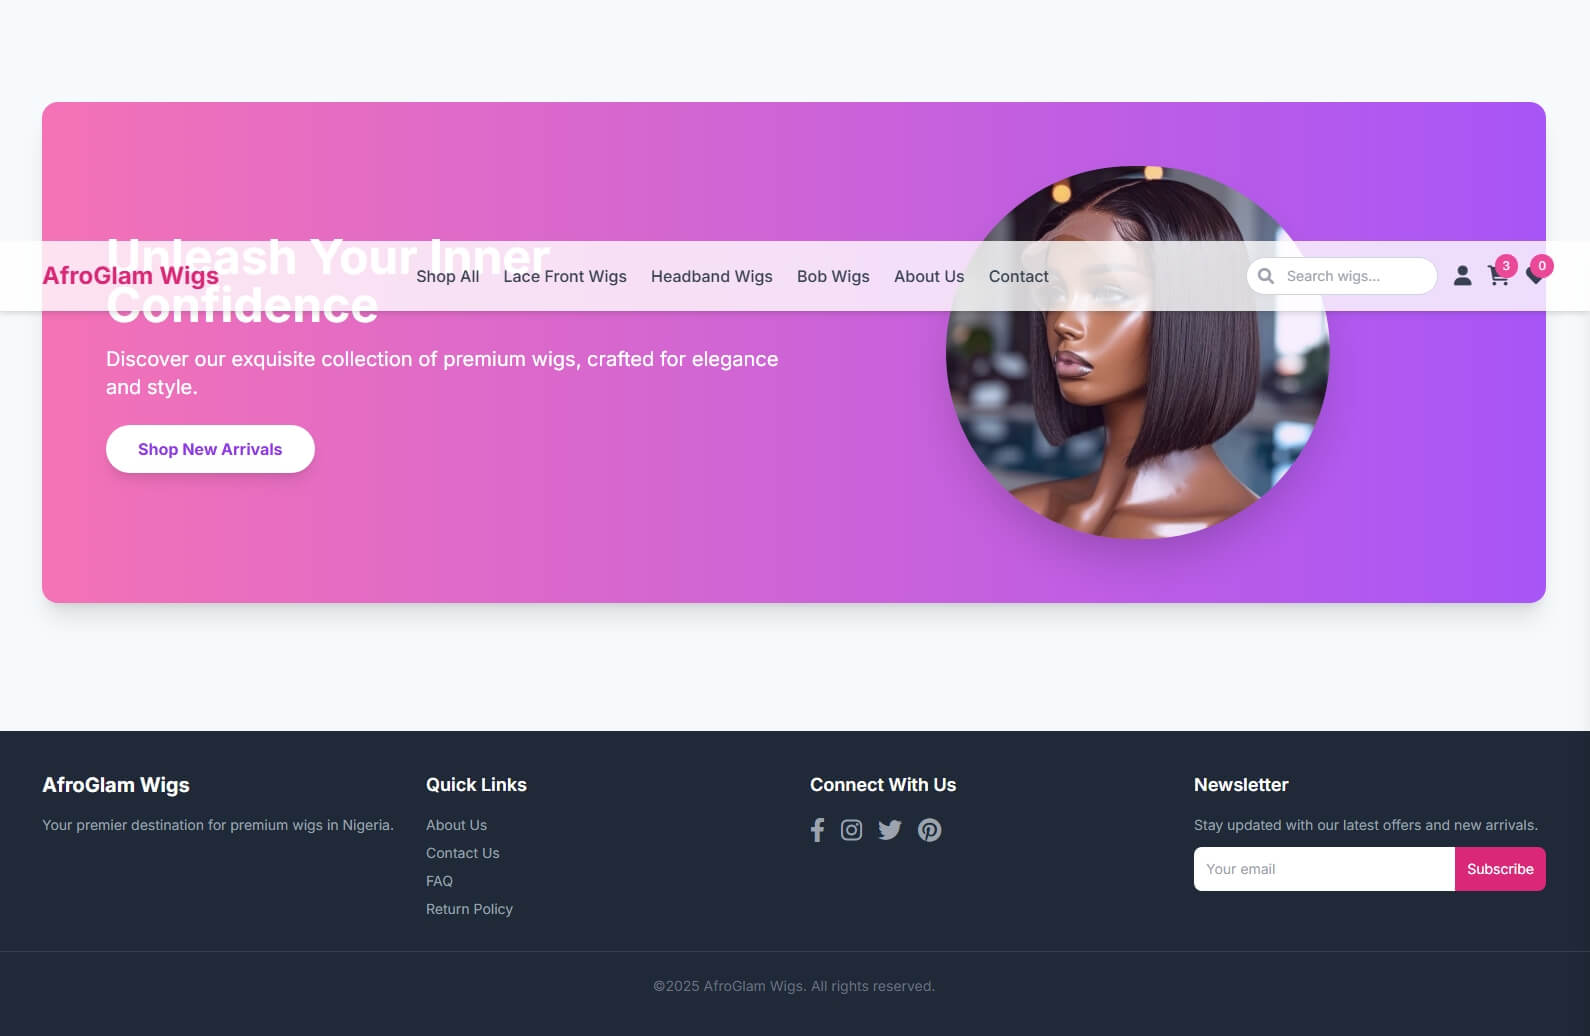 Unleash Your Inner
Confidence
AfroGlam Wigs
Shop All
Lace Front Wigs
Headband Wigs
Bob Wigs
About Us
Contact
Search wigs...
3
0
Discover our exquisite collection of premium wigs, crafted for elegance
and style.
Shop New Arrivals
AfroGlam Wigs
Your premier destination for premium wigs in Nigeria.
Quick Links
About Us
Contact Us
FAQ
Return Policy
Connect With Us
Newsletter
Stay updated with our latest offers and new arrivals.
Your email
Subscribe
©2025 AfroGlam Wigs. All rights reserved.